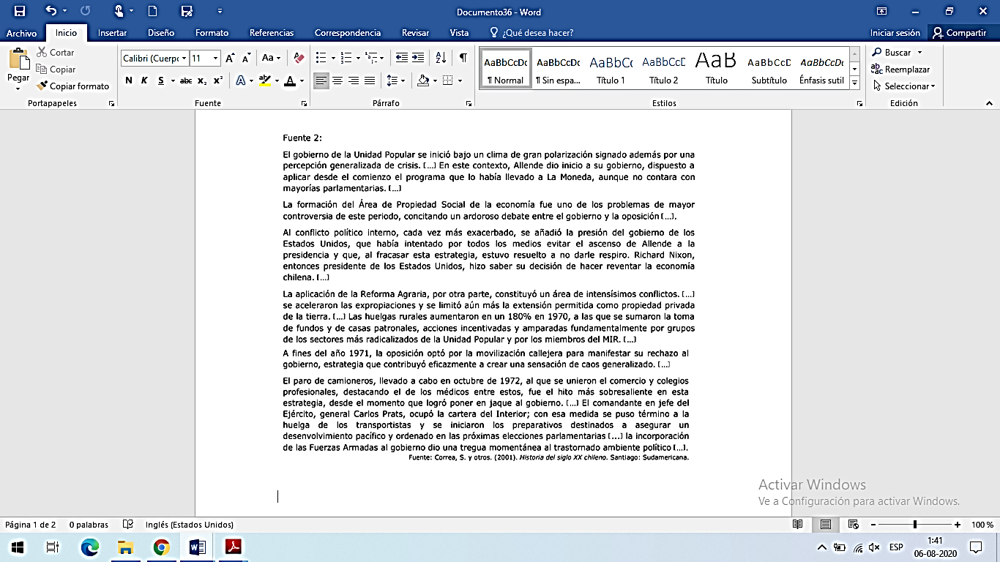 Documento36 - Word
Archivo Inicio Insertar Diseño Formato Referencias Correspondencia Revisar Vista ¿Qué desea hacer? Iniciar sesión Compartir
Pegar
Cortar
Copiar
Copiar formato
Portapapeles
Calibri (Cuerpo 11
Aa
N K S abc x₂ x²
A A
Fuente
Párrafo
AaBbCcDc AaBbCcDc AaBbCc AaBbCcD AaB AaBbCcD AaBbCcDt
¶ Normal ¶ Sin espa... Título 1 Título 2 Título Subtítulo Énfasis sutil
Estilos
Buscar
Reemplazar
Seleccionar
Edición
Fuente 2:
El gobierno de la Unidad Popular se inició bajo un clima de gran polarización signado además por una
percepción generalizada de crisis. [...] En este contexto, Allende dio inicio a su gobierno, dispuesto a
aplicar desde el comienzo el programa que lo había llevado a La Moneda, aunque no contara con
mayorías parlamentarias. [...]
La formación del Área de Propiedad Social de la economía fue uno de los problemas de mayor
controversia de este periodo, concitando un ardoroso debate entre el gobierno y la oposición [...].
Al conflicto político interno, cada vez más exacerbado, se añadió la presión del gobierno de los
Estados Unidos, que había intentado por todos los medios evitar el ascenso de Allende a la
presidencia y que, al fracasar esta estrategia, estuvo resuelto a no darle respiro. Richard Nixon,
entonces presidente de los Estados Unidos, hizo saber su decisión de hacer reventar la economía
chilena. [...]
La aplicación de la Reforma Agraria, por otra parte, constituyó un área de intensísimos conflictos. [...]
se aceleraron las expropiaciones y se limitó aún más la extensión permitida como propiedad privada
de la tierra. [...] Las huelgas rurales aumentaron en un 180% en 1970, a las que se sumaron la toma
de fundos y de casas patronales, acciones incentivadas y amparadas fundamentalmente por grupos
de los sectores más radicalizados de la Unidad Popular y por los miembros del MIR. [...]
A fines del año 1971, la oposición optó por la movilización callejera para manifestar su rechazo al
gobierno, estrategia que contribuyó eficazmente a crear una sensación de caos generalizado. [...]
El paro de camioneros, llevado a cabo en octubre de 1972, al que se unieron el comercio y colegios
profesionales, destacando el de los médicos entre estos, fue el hito más sobresaliente en esta
estrategia, desde el momento que logró poner en jaque al gobierno. [...] El comandante en jefe del
Ejército, general Carlos Prats, ocupó la cartera del Interior; con esa medida se puso término a la
huelga de los transportistas y se iniciaron los preparativos destinados a asegurar un
desenvolvimiento pacífico y ordenado en las próximas elecciones parlamentarias [...] la incorporación
de las Fuerzas Armadas al gobierno dio una tregua momentánea al trastornado ambiente político [...].
Fuente: Correa, S. y otros. (2001). Historia del siglo XX chileno. Santiago: Sudamericana.
Activar Windows
Ve a Configuración para activar Windows.
Página 1 de 2 0 palabras Inglés (Estados Unidos) 100 %
ESP
1:41
06-08-2020